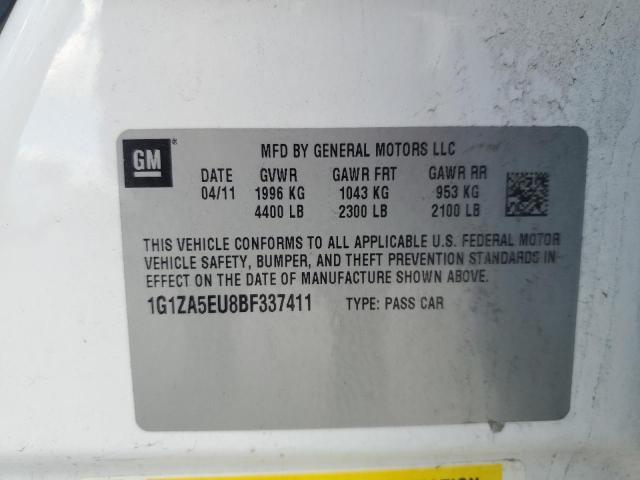 GM ®
MFD BY GENERAL MOTORS LLC
DATE GVWR GAWR FRT GAWR RR
04/11 1996 KG 1043 KG 953 KG
4400 LB 2300 LB 2100 LB
THIS VEHICLE CONFORMS TO ALL APPLICABLE U.S. FEDERAL MOTOR
VEHICLE SAFETY, BUMPER, AND THEFT PREVENTION STANDARDS IN
EFFECT ON THE DATE OF MANUFACTURE SHOWN ABOVE.
1G1ZA5EU8BF337411 TYPE: PASS CAR